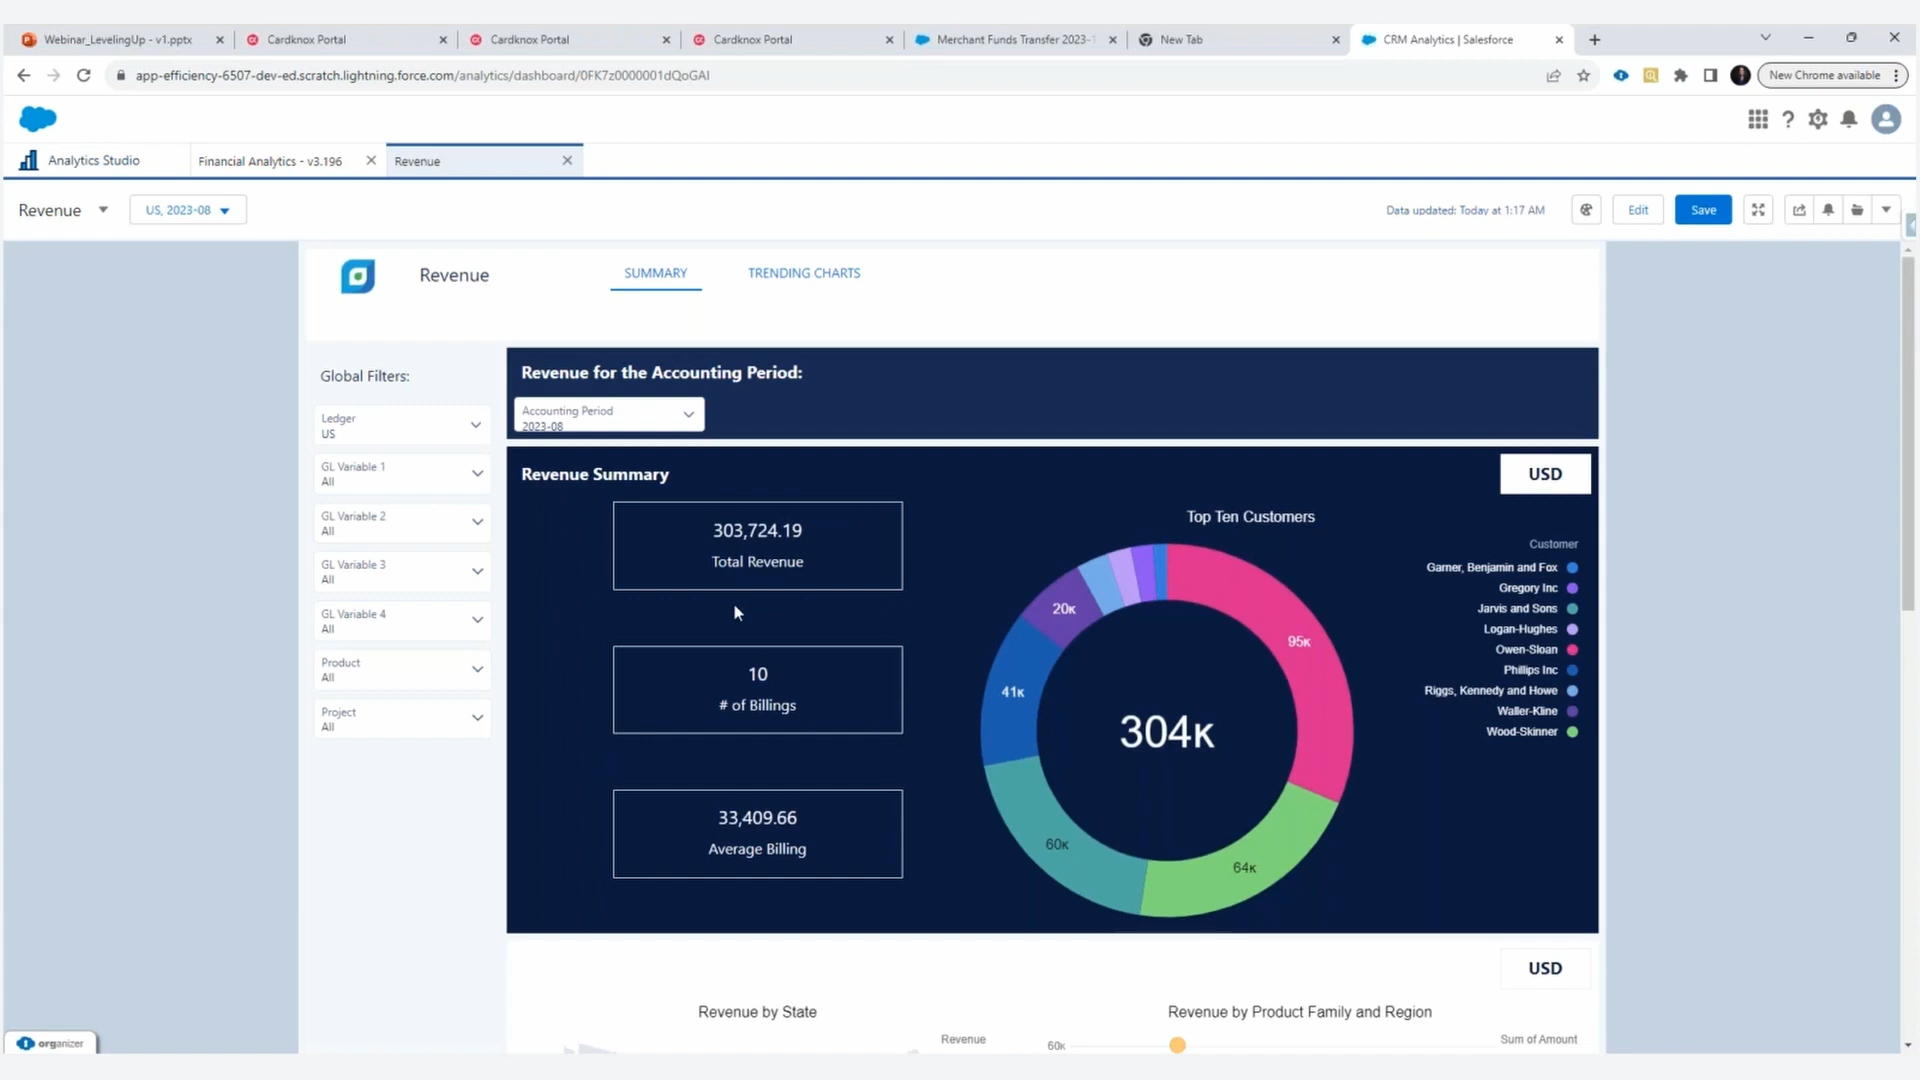 Webinar_LevelingUp - v1.pptx
Cardknox Portal
Cardknox Portal
Cardknox Portal
Merchant Funds Transfer 2023-1
New Tab
CRM Analytics | Salesforce
app-efficiency-6507-dev-ed.scratch.lightning.force.com/analytics/dashboard/0FK7z0000001dQoGAI
New Chrome available
Analytics Studio
Financial Analytics - v3.196
Revenue
Revenue
US, 2023-08
Data updated: Today at 1:17 AM
Edit
Save
Revenue
SUMMARY
TRENDING CHARTS
Global Filters:
Ledger
US
GL Variable 1
All
GL Variable 2
All
GL Variable 3
All
GL Variable 4
All
Product
All
Project
All
Revenue for the Accounting Period:
Accounting Period
2023-08
Revenue Summary
USD
303,724.19
Total Revenue
10
# of Billings
33,409.66
Average Billing
Top Ten Customers
20K
95K
41K
304K
60K
64K
Customer
Garner, Benjamin and Fox
Gregory Inc
Jarvis and Sons
Logan-Hughes
Owen-Sloan
Phillips Inc
Riggs, Kennedy and Howe
Waller-Kline
Wood-Skinner
USD
Revenue by State
Revenue
Revenue by Product Family and Region
60K
Sum of Amount
organizer